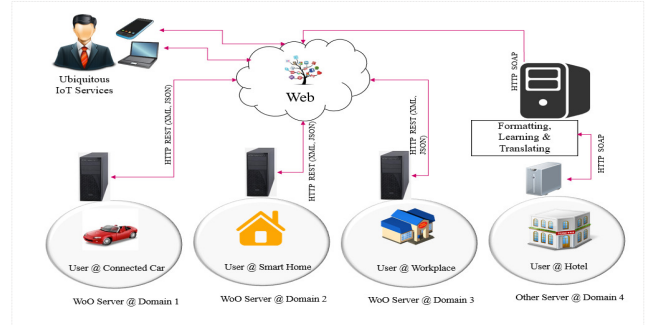 Ubiquitous
IoT Services
Web
HTTP SOAP
Formatting,
Learning &
Translating
HTTP REST (XML, JSON)
HTTP REST (XML, JSON)
HTTP REST (XML,
JSON)
HTTP SOAP
User @ Connected Car
User @ Smart Home
User @ Workplace
User @ Hotel
WoO Server @ Domain 1
WoO Server @ Domain 2
WoO Server @ Domain 3
Other Server @ Domain 4